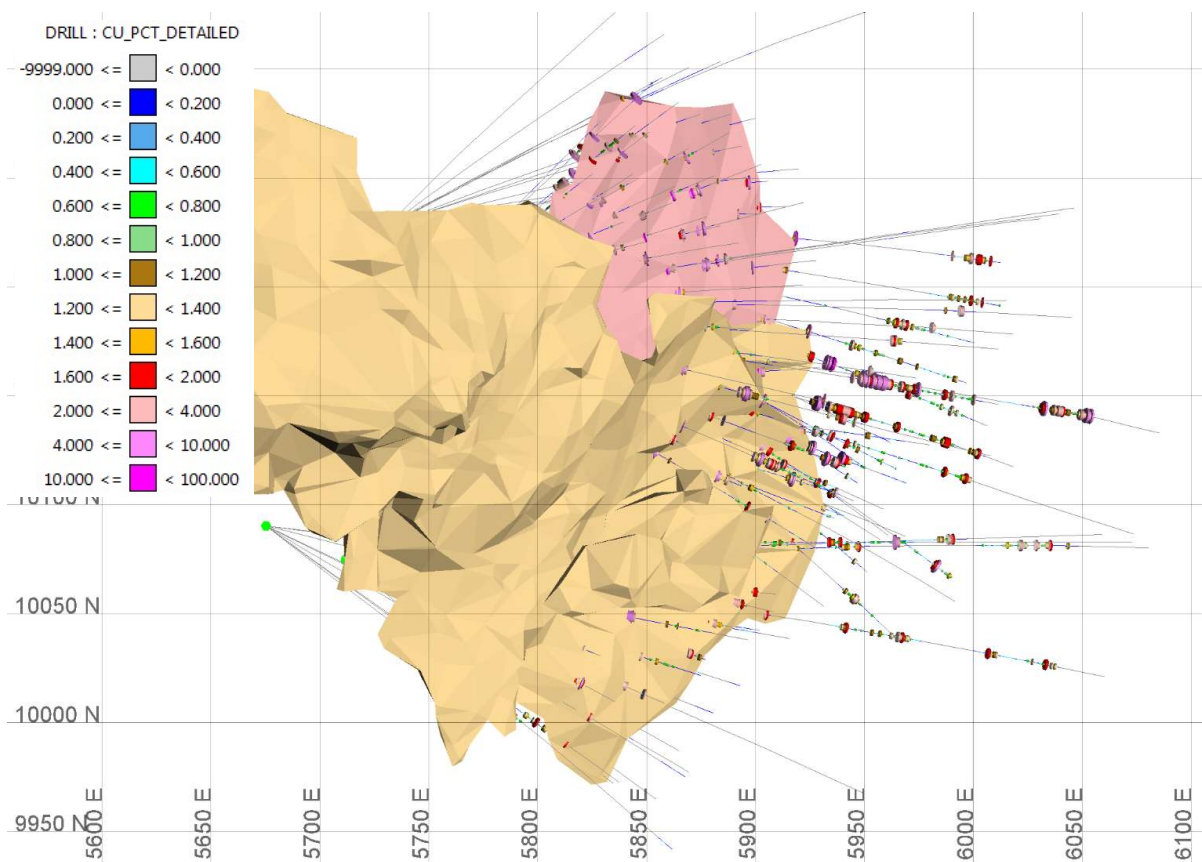 DRILL : CU_PCT_DETAILED
-9999.000 <= < 0.000
0.000 <= < 0.200
0.200 <= < 0.400
0.400 <= < 0.600
0.600 <= < 0.800
0.800 <= < 1.000
1.000 <= < 1.200
1.200 <= < 1.400
1.400 <= < 1.600
1.600 <= < 2.000
2.000 <= < 4.000
4.000 <= < 10.000
10.000 <= < 100.000
10100 N
10050 N
10000 N
9950 N
5600 E
5650 E
5700 E
5750 E
5800 E
5850 E
5900 E
5950 E
6000 E
6050 E
6100 E